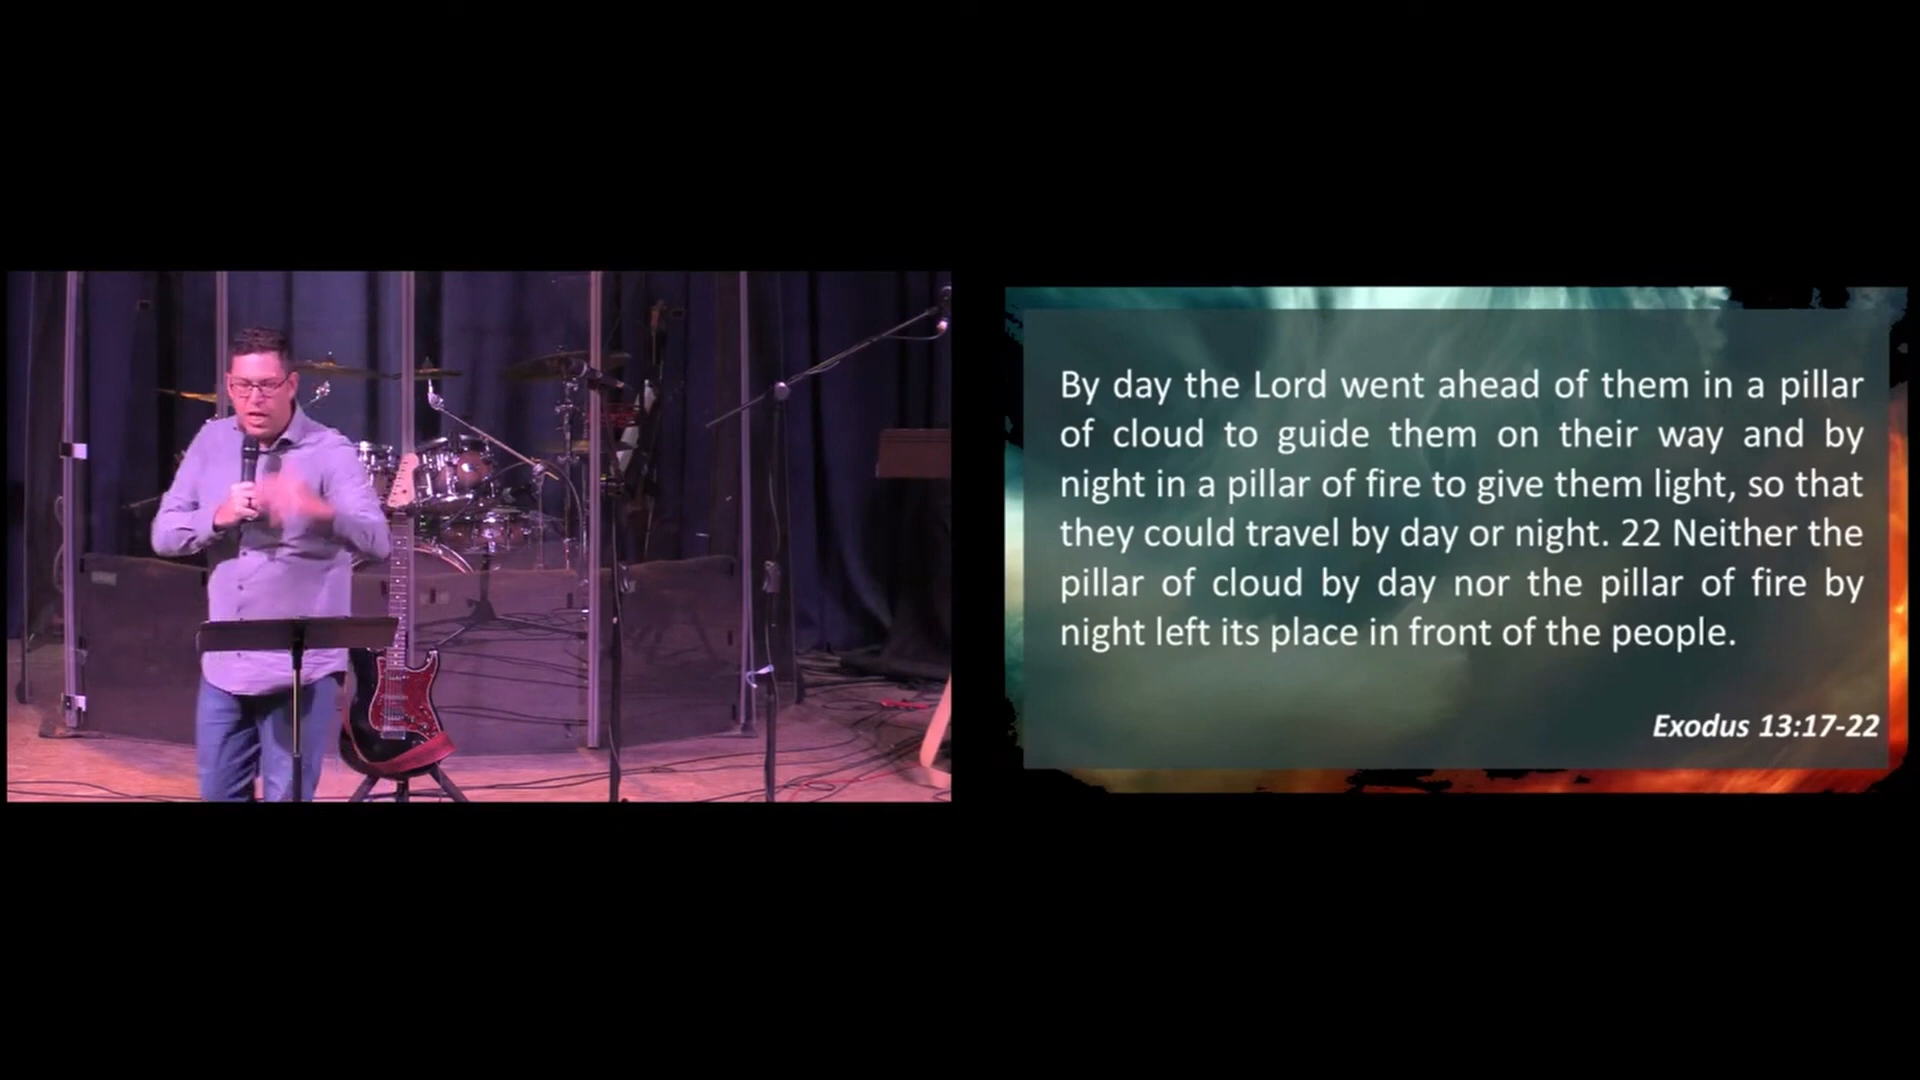 By day the Lord went ahead of them in a pillar
of cloud to guide them on their way and by
night in a pillar of fire to give them light, so that
they could travel by day or night. 22 Neither the
pillar of cloud by day nor the pillar of fire by
night left its place in front of the people.
Exodus 13:17-22